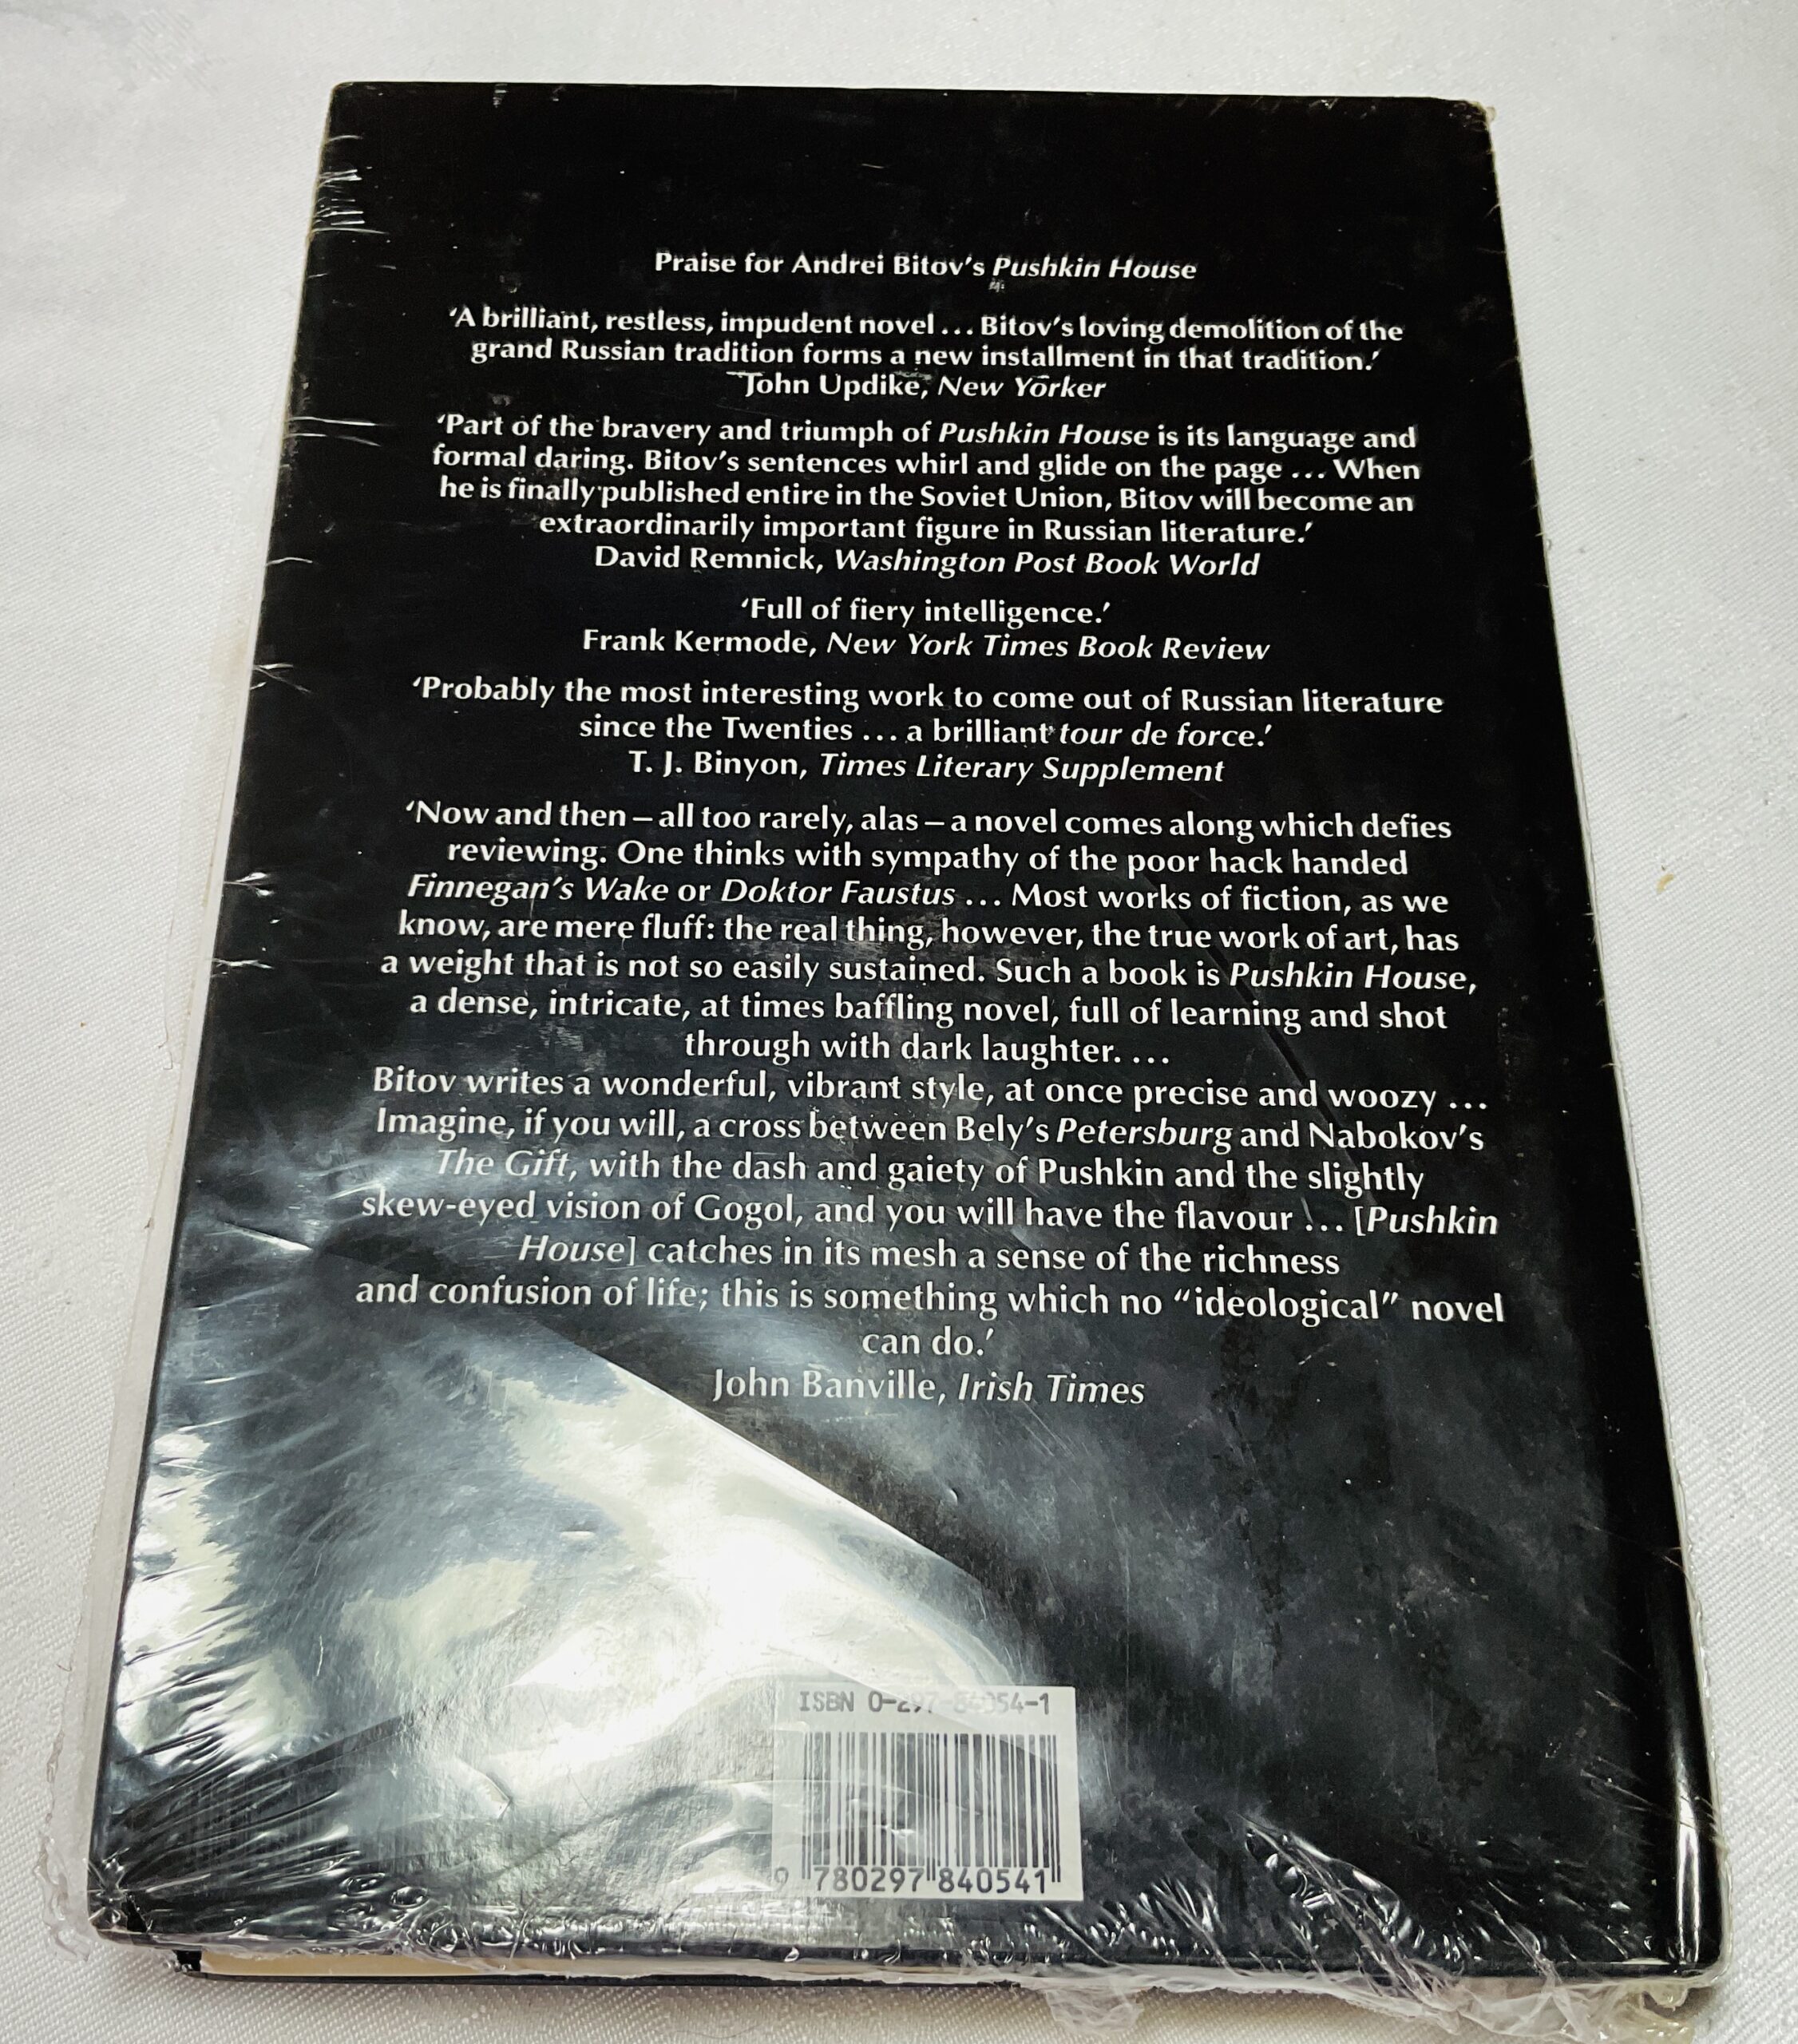 Praise for Andrei Bitov's Pushkin House
'A brilliant, restless, impudent novel ... Bitov's loving demolition of the
grand Russian tradition forms a new installment in that tradition.'
John Updike, New Yorker
'Part of the bravery and triumph of Pushkin House is its language and
formal daring. Bitov's sentences whirl and glide on the page ... When
he is finally published entire in the Soviet Union, Bitov will become an
extraordinarily important figure in Russian literature.'
David Remnick, Washington Post Book World
'Full of fiery intelligence.'
Frank Kermode, New York Times Book Review
'Probably the most interesting work to come out of Russian literature
since the Twenties ... a brilliant tour de force.'
T. J. Binyon, Times Literary Supplement
'Now and then – all too rarely, alas – a novel comes along which defies
reviewing. One thinks with sympathy of the poor hack handed
Finnegan's Wake or Doktor Faustus ... Most works of fiction, as we
know, are mere fluff: the real thing, however, the true work of art, has
a weight that is not so easily sustained. Such a book is Pushkin House,
a dense, intricate, at times baffling novel, full of learning and shot
through with dark laughter. ...
Bitov writes a wonderful, vibrant style, at once precise and woozy ...
Imagine, if you will, a cross between Bely's Petersburg and Nabokov's
The Gift, with the dash and gaiety of Pushkin and the slightly
skew-eyed vision of Gogol, and you will have the flavour ... [Pushkin
House] catches in its mesh a sense of the richness
and confusion of life; this is something which no "ideological" novel
can do.'
John Banville, Irish Times
ISBN 0-297-84054-1
9 780297 840541